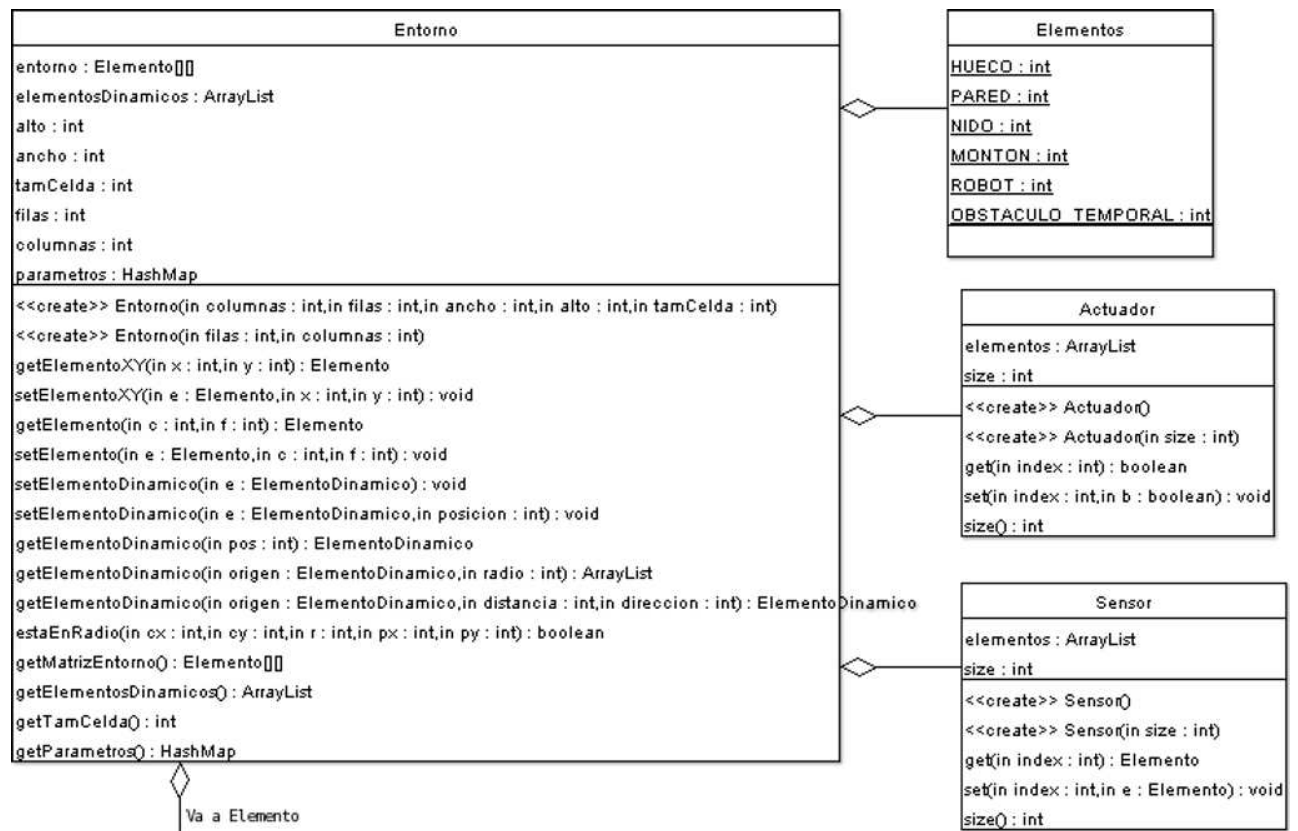 Entorno
entorno : Elemento[][]
elementosDinamicos : ArrayList
alto : int
ancho : int
tamCelda : int
filas : int
columnas : int
parametros : HashMap
<<create>> Entorno(in columnas : int,in filas : int,in ancho : int,in alto : int,in tamCelda : int)
<<create>> Entorno(in filas : int,in columnas : int)
getElementoXY(in x : int,in y : int) : Elemento
setElementoXY(in e : Elemento,in x : int,in y : int) : void
getElemento(in c : int,in f : int) : Elemento
setElemento(in e : Elemento,in c : int,in f : int) : void
setElementoDinamico(in e : ElementoDinamico) : void
setElementoDinamico(in e : ElementoDinamico,in posicion : int) : void
getElementoDinamico(in pos : int) : ElementoDinamico
getElementoDinamico(in origen : ElementoDinamico,in radio : int) : ArrayList
getElementoDinamico(in origen : ElementoDinamico,in distancia : int,in direccion : int) : ElementoDinamico
estaEnRadio(in cx : int,in cy : int,in r : int,in px : int,in py : int) : boolean
getMatrizEntorno() : Elemento[][]
getElementosDinamicos() : ArrayList
getTamCelda() : int
getParametros() : HashMap
Va a Elemento
Elementos
HUECO : int
PARED : int
NIDO : int
MONTON : int
ROBOT : int
OBSTACULO_TEMPORAL : int
Actuador
elementos : ArrayList
size : int
<<create>> Actuador()
<<create>> Actuador(in size : int)
get(in index : int) : boolean
set(in index : int,in b : boolean) : void
size() : int
Sensor
elementos : ArrayList
size : int
<<create>> Sensor()
<<create>> Sensor(in size : int)
get(in index : int) : Elemento
set(in index : int,in e : Elemento) : void
size() : int